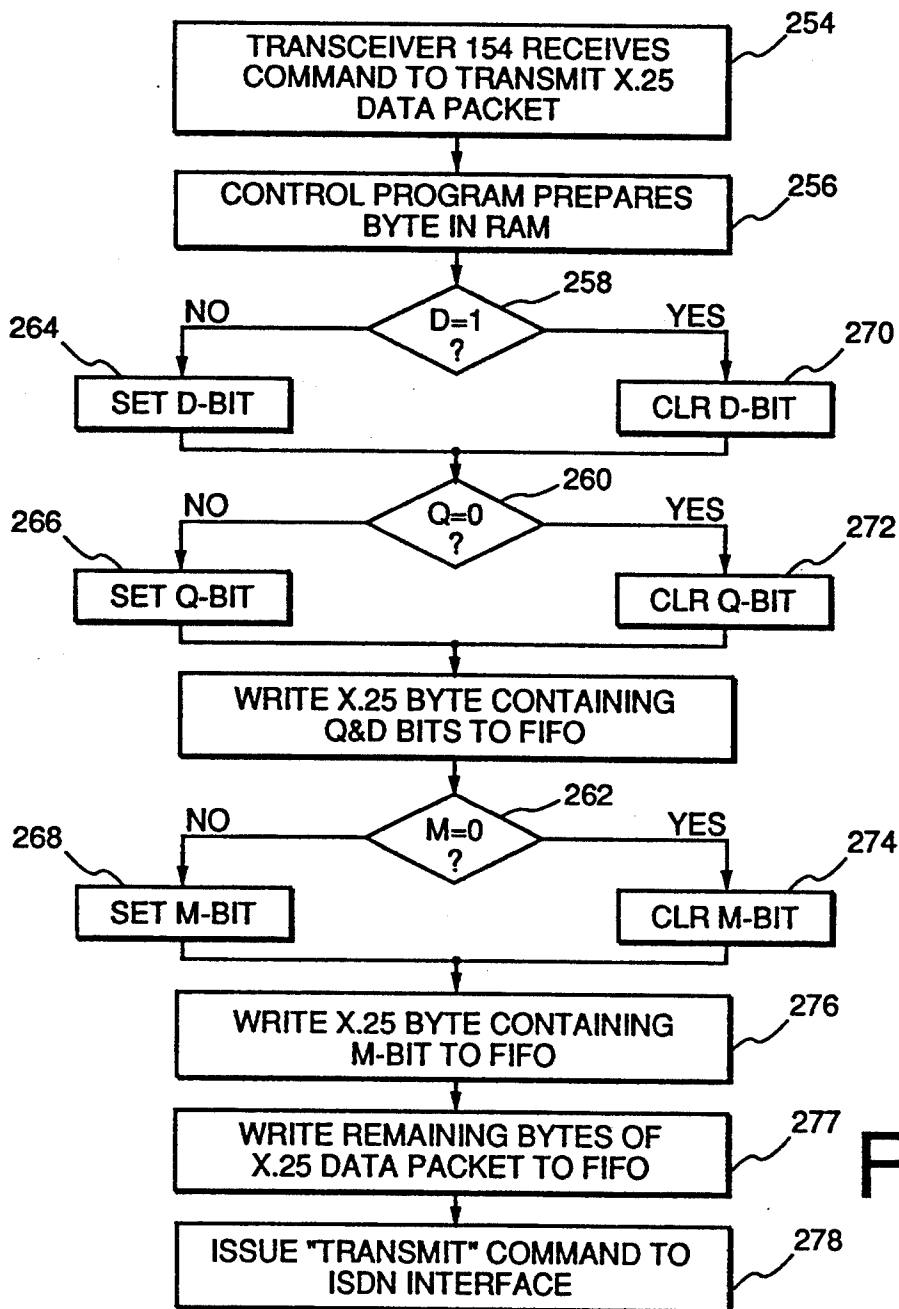 254
TRANSCEIVER 154 RECEIVES
COMMAND TO TRANSMIT X.25
DATA PACKET
256
CONTROL PROGRAM PREPARES
BYTE IN RAM
258
D=1
?
NO
YES
264
270
SET D-BIT
CLR D-BIT
260
Q=0
?
NO
YES
266
272
SET Q-BIT
CLR Q-BIT
WRITE X.25 BYTE CONTAINING
Q&D BITS TO FIFO
262
M=0
?
NO
YES
268
274
SET M-BIT
CLR M-BIT
276
WRITE X.25 BYTE CONTAINING
M-BIT TO FIFO
277
WRITE REMAINING BYTES OF
X.25 DATA PACKET TO FIFO
F
278
ISSUE "TRANSMIT" COMMAND TO
ISDN INTERFACE